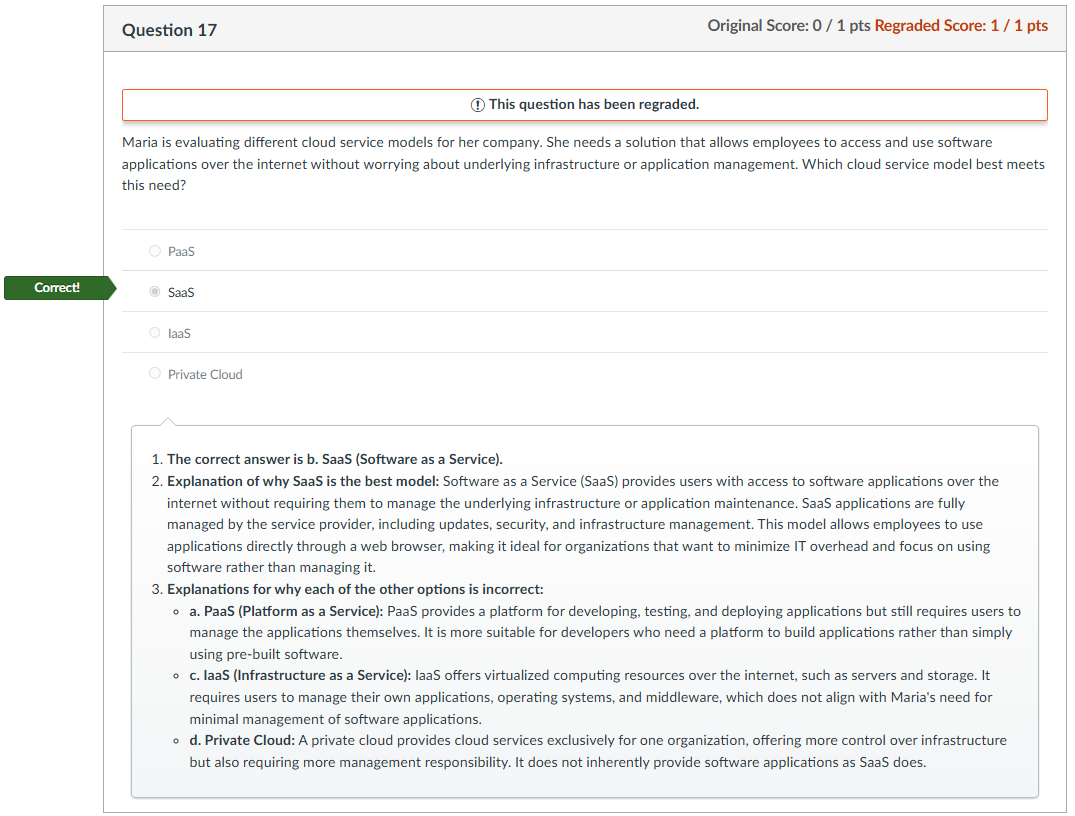 Question 17
Original Score: 0 / 1 pts Regraded Score: 1 / 1 pts
This question has been regraded.
Maria is evaluating different cloud service models for her company. She needs a solution that allows employees to access and use software
applications over the internet without worrying about underlying infrastructure or application management. Which cloud service model best meets
this need?
PaaS
Correct!
SaaS
IaaS
Private Cloud
1. The correct answer is b. SaaS (Software as a Service).
2. Explanation of why SaaS is the best model: Software as a Service (SaaS) provides users with access to software applications over the
internet without requiring them to manage the underlying infrastructure or application maintenance. SaaS applications are fully
managed by the service provider, including updates, security, and infrastructure management. This model allows employees to use
applications directly through a web browser, making it ideal for organizations that want to minimize IT overhead and focus on using
software rather than managing it.
3. Explanations for why each of the other options is incorrect:
a. PaaS (Platform as a Service): PaaS provides a platform for developing, testing, and deploying applications but still requires users to
manage the applications themselves. It is more suitable for developers who need a platform to build applications rather than simply
using pre-built software.
c. IaaS (Infrastructure as a Service): IaaS offers virtualized computing resources over the internet, such as servers and storage. It
requires users to manage their own applications, operating systems, and middleware, which does not align with Maria's need for
minimal management of software applications.
d. Private Cloud: A private cloud provides cloud services exclusively for one organization, offering more control over infrastructure
but also requiring more management responsibility. It does not inherently provide software applications as SaaS does.